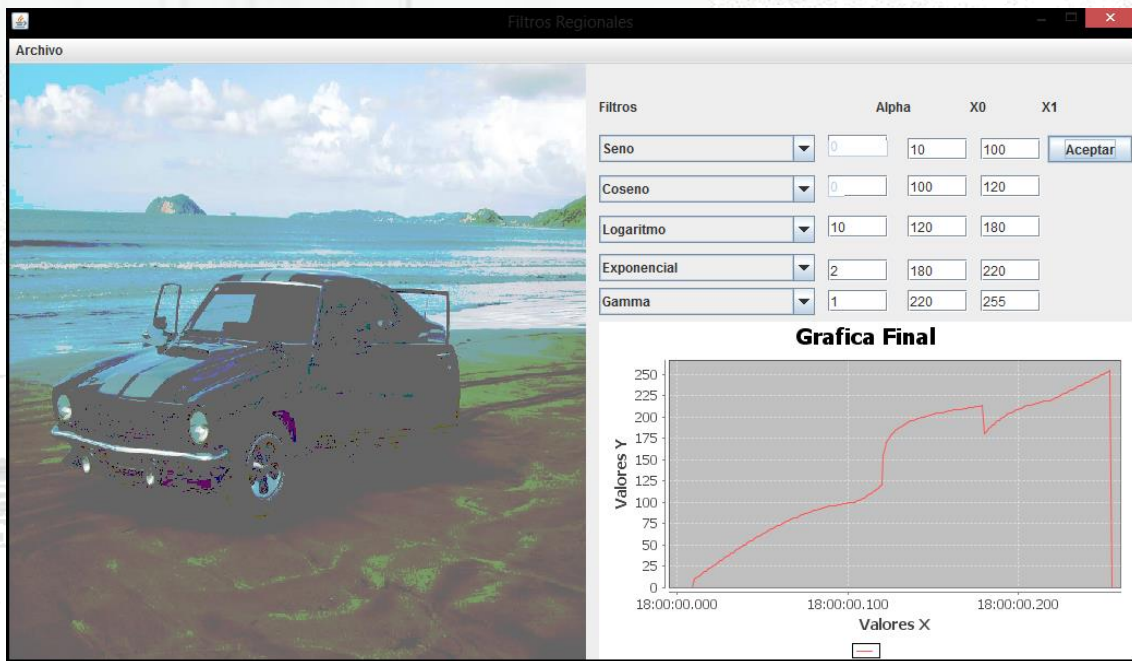 Filtros Regionales
Archivo
Filtros Alpha X0 X1
Seno 0 10 100 Aceptar
Coseno 0 100 120
Logaritmo 10 120 180
Exponencial 2 180 220
Gamma 1 220 255
Grafica Final
Valores Y
250
225
200
175
150
125
100
75
50
25
0
18:00:00.000 18:00:00.100 18:00:00.200
Valores X